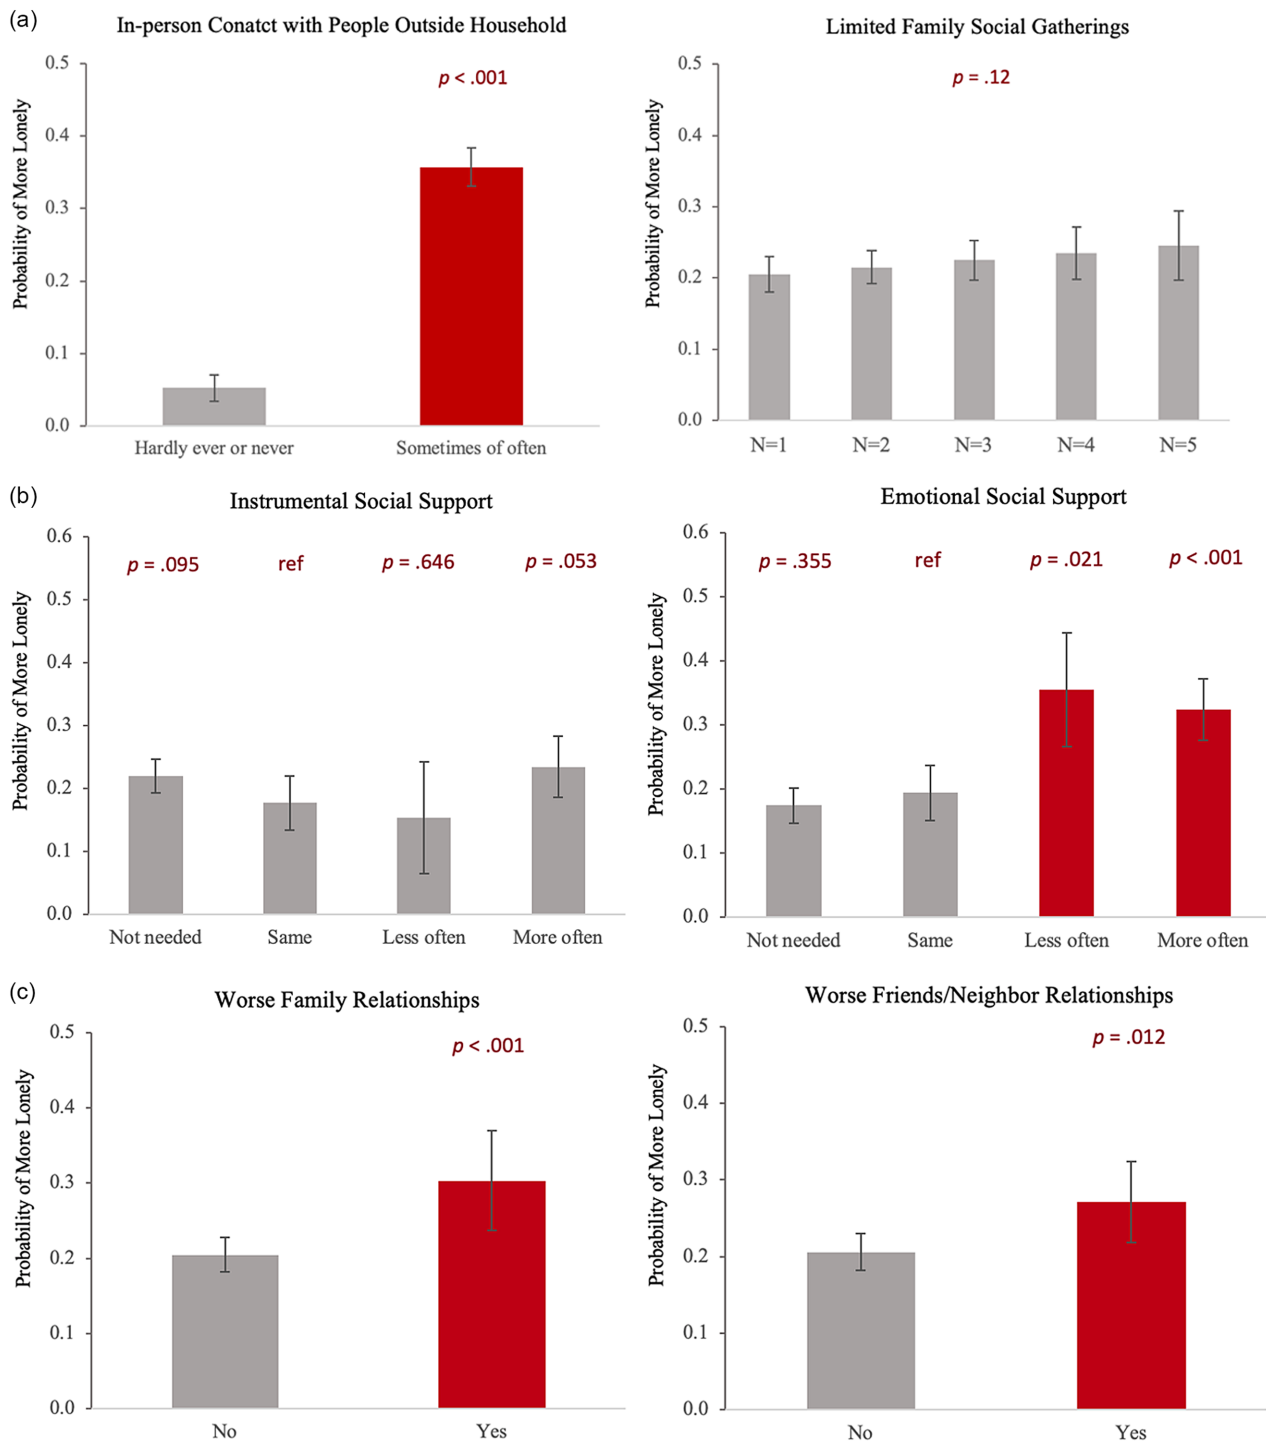 (a)
In-person Conatct with People Outside Household
Probability of More Lonely
0.5
0.4
0.3
0.2
0.1
0.0
p < .001
Hardly ever or never
Sometimes of often
Limited Family Social Gatherings
Probability of More Lonely
0.5
0.4
0.3
0.2
0.1
0.0
p = .12
N=1
N=2
N=3
N=4
N=5
(b)
Instrumental Social Support
Probability of More Lonely
0.6
0.5
0.4
0.3
0.2
0.1
0.0
p = .095
ref
p = .646
p = .053
Not needed
Same
Less often
More often
Emotional Social Support
Probability of More Lonely
0.6
0.5
0.4
0.3
0.2
0.1
0.0
p = .355
ref
p = .021
p < .001
Not needed
Same
Less often
More often
(c)
Worse Family Relationships
Probability of More Lonely
0.5
0.4
0.3
0.2
0.1
0.0
p < .001
No
Yes
Worse Friends/Neighbor Relationships
Probability of More Lonely
0.5
0.4
0.3
0.2
0.1
0.0
p = .012
No
Yes